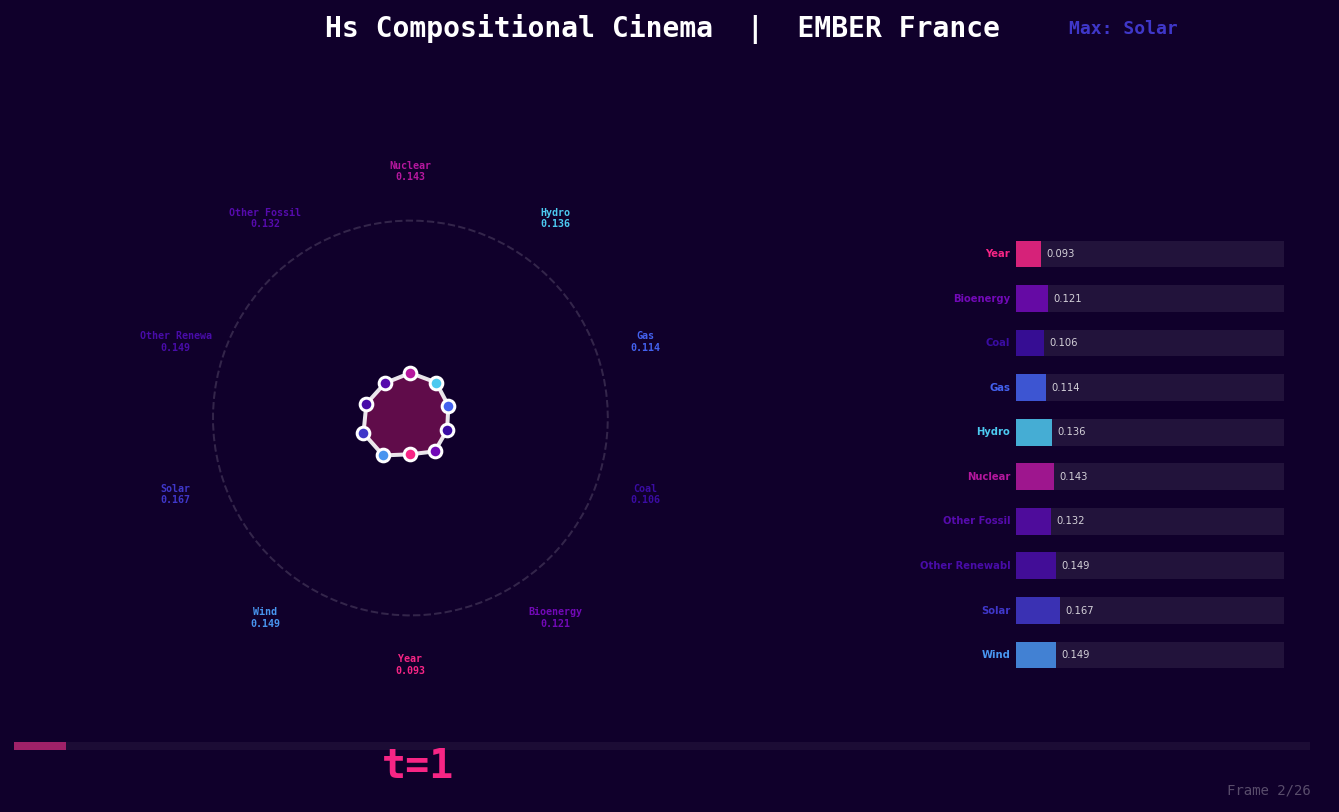 Hs Compositional Cinema | EMBER France
Max: Solar
Nuclear
0.143
Other Fossil
0.132
Hydro
0.136
Other Renewa
0.149
Gas
0.114
Solar
0.167
Coal
0.106
Wind
0.149
Bioenergy
0.121
Year
0.093
Year 0.093
Bioenergy 0.121
Coal 0.106
Gas 0.114
Hydro 0.136
Nuclear 0.143
Other Fossil 0.132
Other Renewabl 0.149
Solar 0.167
Wind 0.149
t=1
Frame 2/26